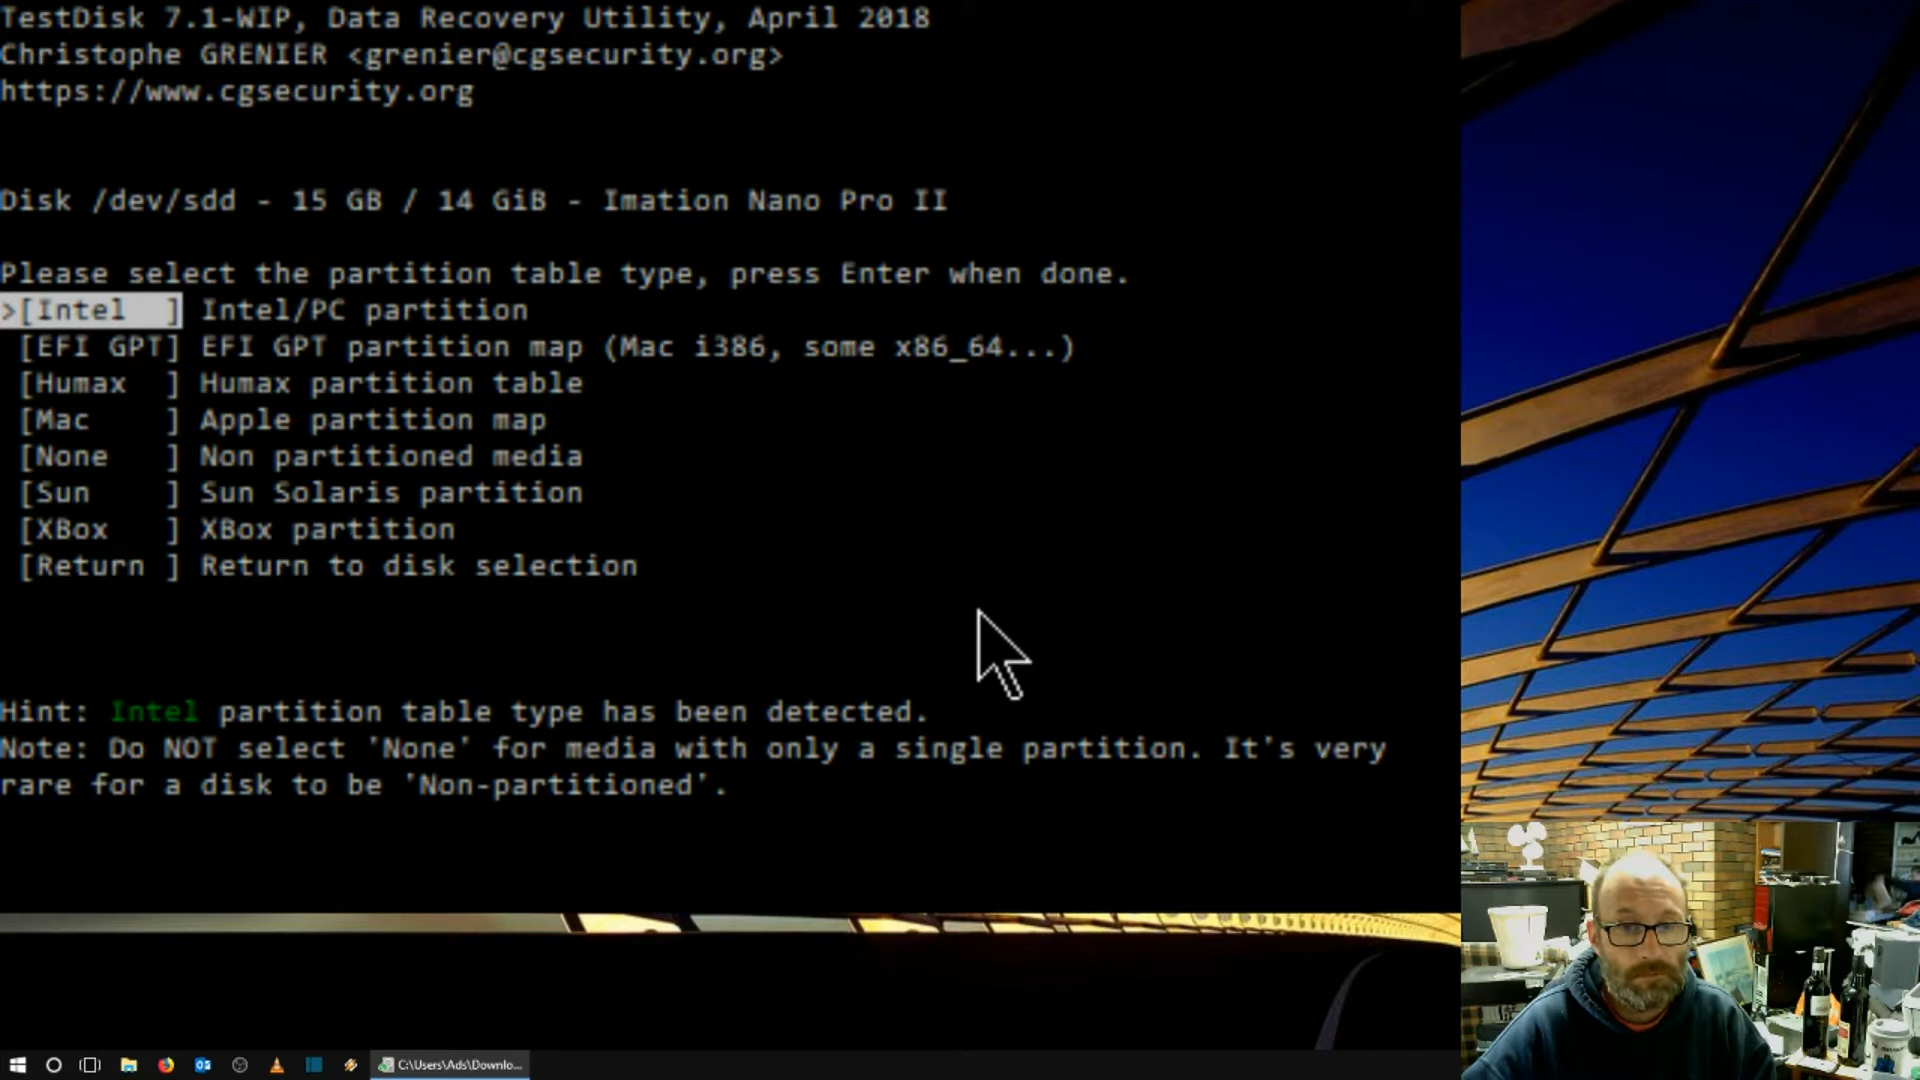 TestDisk 7.1-WIP, Data Recovery Utility, April 2018
Christophe GRENIER <grenier@cgsecurity.org>
https://www.cgsecurity.org
Disk /dev/sdd - 15 GB / 14 GiB - Imation Nano Pro II
Please select the partition table type, press Enter when done.
>[Intel  ] Intel/PC partition
[EFI GPT] EFI GPT partition map (Mac i386, some x86_64...)
[Humax  ] Humax partition table
[Mac    ] Apple partition map
[None   ] Non partitioned media
[Sun    ] Sun Solaris partition
[XBox   ] XBox partition
[Return ] Return to disk selection
Hint: Intel partition table type has been detected.
Note: Do NOT select 'None' for media with only a single partition. It's very
rare for a disk to be 'Non-partitioned'.
C:\Users\Ads\Downlo...